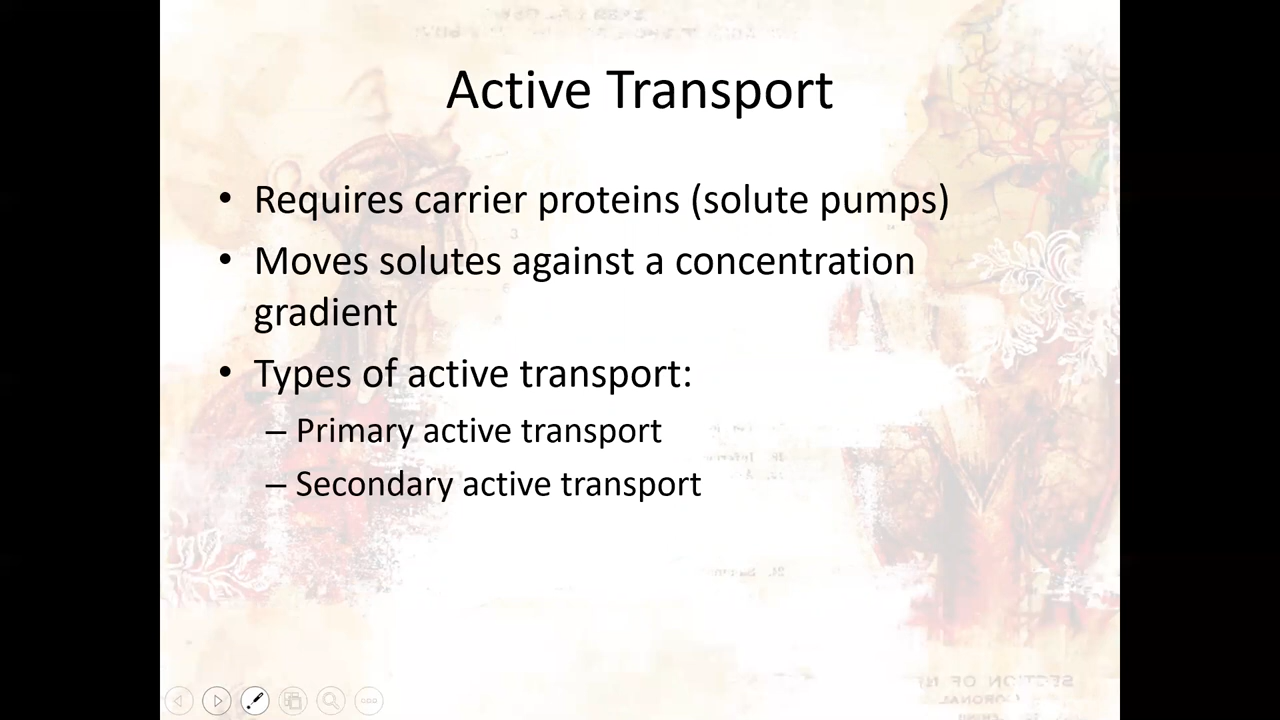 Active Transport
• Requires carrier proteins (solute pumps)
• Moves solutes against a concentration
gradient
• Types of active transport:
– Primary active transport
– Secondary active transport